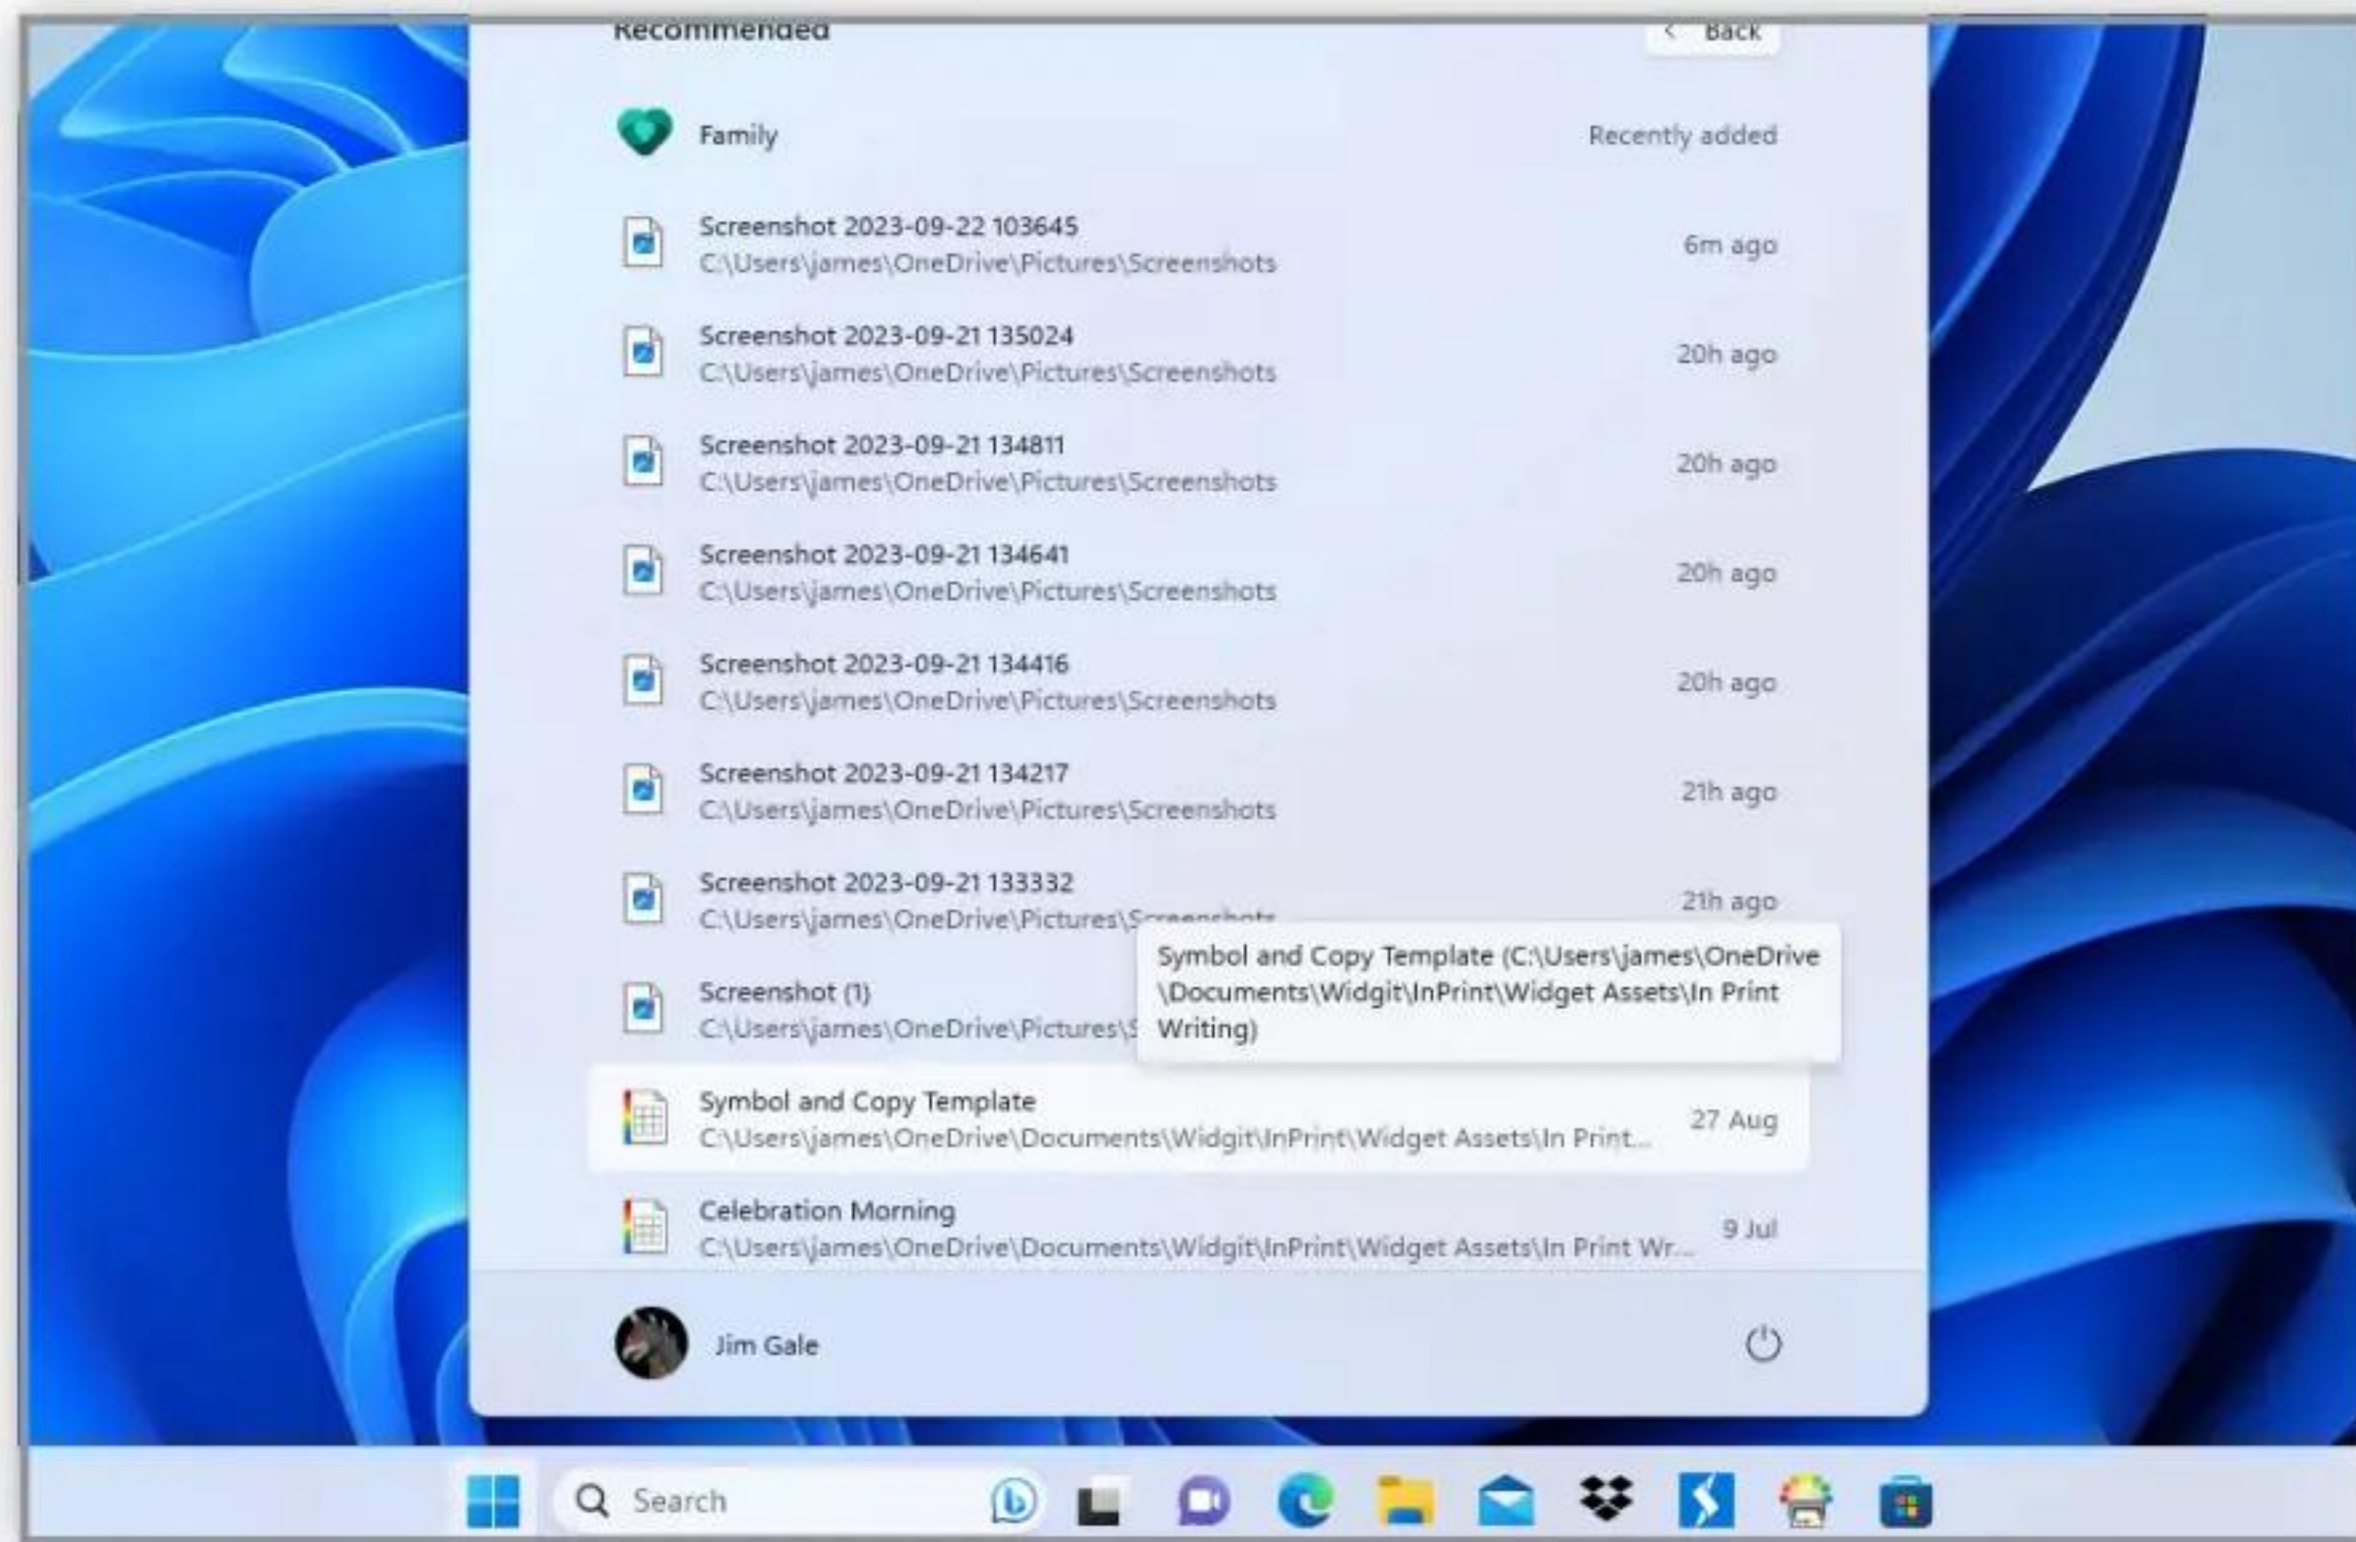 Recommended
Back
Family
Recently added
Screenshot 2023-09-22 103645
C:\Users\james\OneDrive\Pictures\Screenshots
6m ago
Screenshot 2023-09-21 135024
C:\Users\james\OneDrive\Pictures\Screenshots
20h ago
Screenshot 2023-09-21 134811
C:\Users\james\OneDrive\Pictures\Screenshots
20h ago
Screenshot 2023-09-21 134641
C:\Users\james\OneDrive\Pictures\Screenshots
20h ago
Screenshot 2023-09-21 134416
C:\Users\james\OneDrive\Pictures\Screenshots
20h ago
Screenshot 2023-09-21 134217
C:\Users\james\OneDrive\Pictures\Screenshots
21h ago
Screenshot 2023-09-21 133332
C:\Users\james\OneDrive\Pictures\Screenshots
21h ago
Symbol and Copy Template (C:\Users\james\OneDrive
\Documents\Widgit\InPrint\Widget Assets\In Print
Writing)
Screenshot (1)
C:\Users\james\OneDrive\Pictures\S
Symbol and Copy Template
C:\Users\james\OneDrive\Documents\Widgit\InPrint\Widget Assets\In Print...
27 Aug
Celebration Morning
C:\Users\james\OneDrive\Documents\Widgit\InPrint\Widget Assets\In Print Wr...
9 Jul
Jim Gale
Search